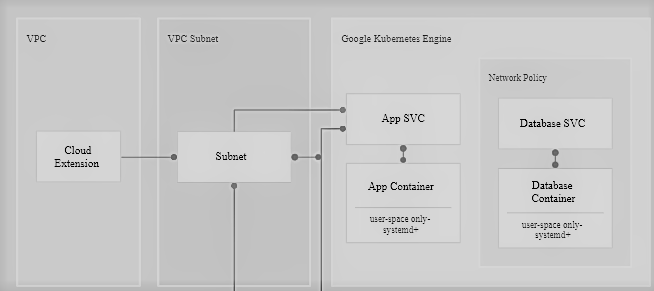 VPC
VPC Subnet
Google Kubernetes Engine
Network Policy
Cloud
Extension
Subnet
App SVC
Database SVC
App Container
user-space only-
systemd+
Database
Container
user-space only-
systemd+